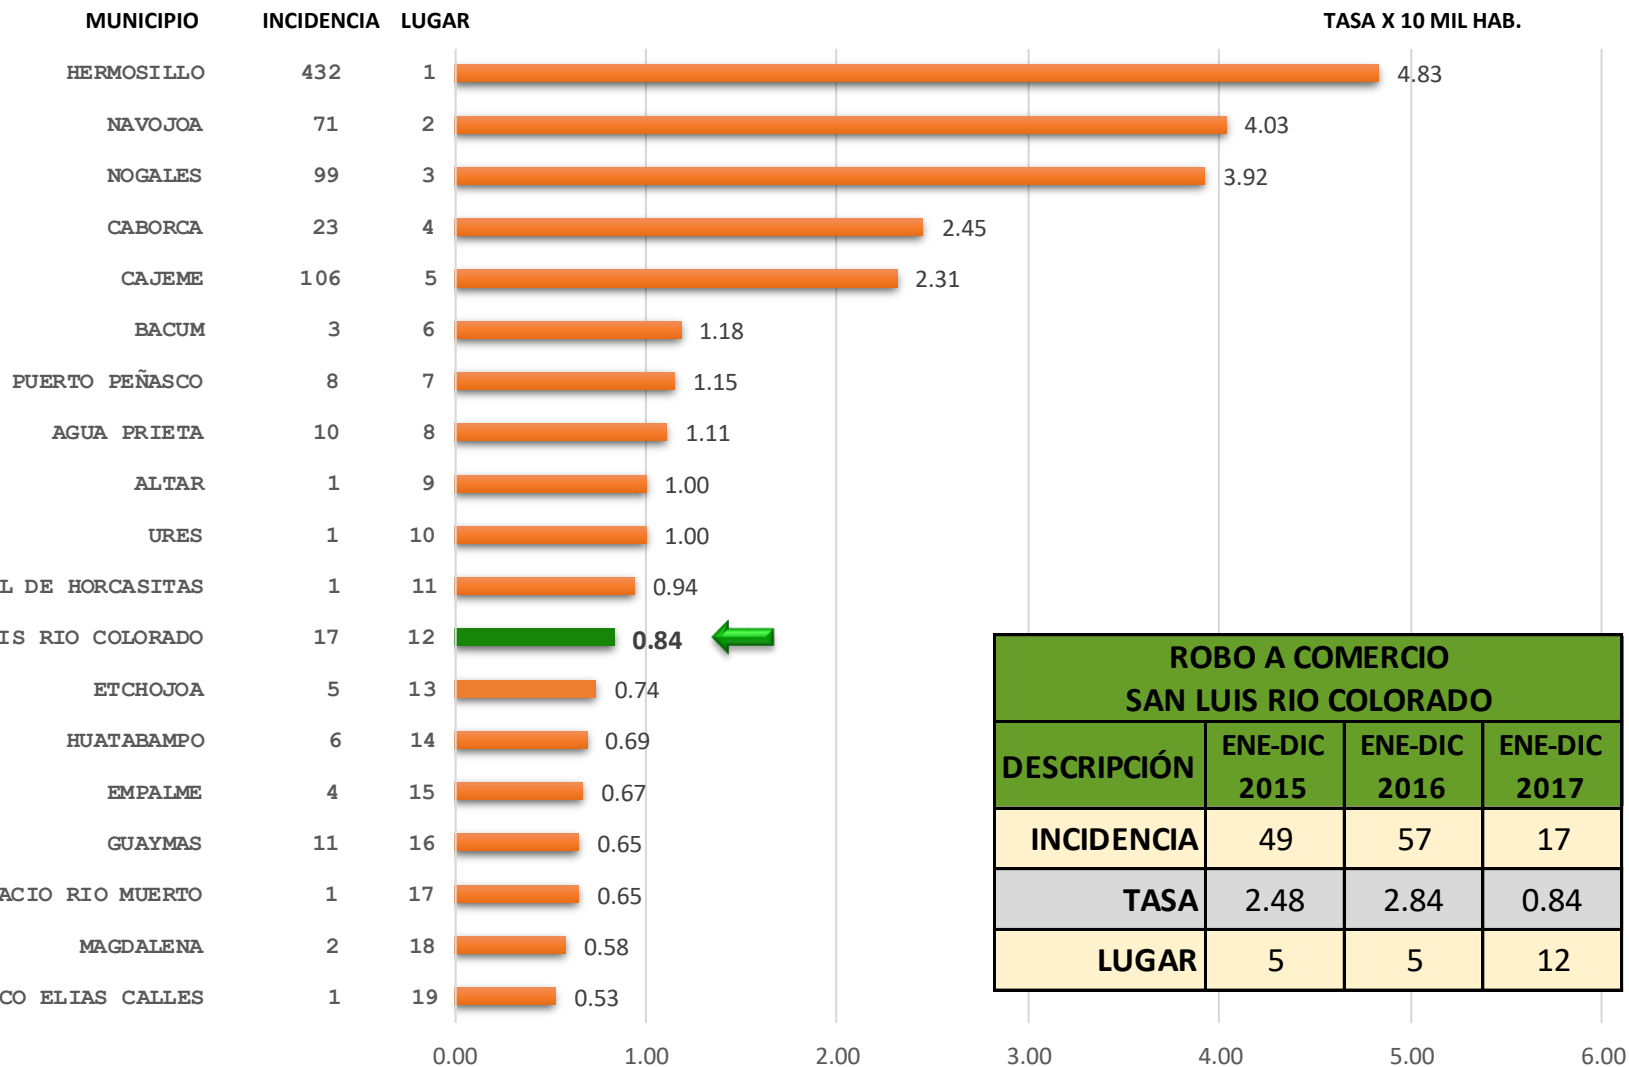 MUNICIPIO INCIDENCIA LUGAR TASA X 10 MIL HAB.
HERMOSILLO 432 1 4.83
NAVOJOA 71 2 4.03
NOGALES 99 3 3.92
CABORCA 23 4 2.45
CAJEME 106 5 2.31
BACUM 3 6 1.18
PUERTO PEÑASCO 8 7 1.15
AGUA PRIETA 10 8 1.11
ALTAR 1 9 1.00
URES 1 10 1.00
L DE HORCASITAS 1 11 0.94
IS RIO COLORADO 17 12 0.84
ETCHOJOA 5 13 0.74
HUATABAMPO 6 14 0.69
EMPALME 4 15 0.67
GUAYMAS 11 16 0.65
ACIO RIO MUERTO 1 17 0.65
MAGDALENA 2 18 0.58
CO ELIAS CALLES 1 19 0.53
0.00 1.00 2.00 3.00 4.00 5.00 6.00
ROBO A COMERCIO
SAN LUIS RIO COLORADO
DESCRIPCIÓN ENE-DIC 2015 ENE-DIC 2016 ENE-DIC 2017
INCIDENCIA 49 57 17
TASA 2.48 2.84 0.84
LUGAR 5 5 12